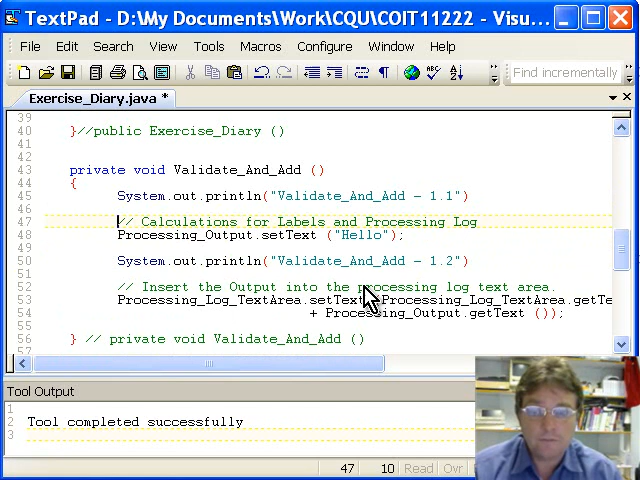 TextPad - D:\My Documents\Work\CQU\COIT11222 - Visu...
File Edit Search View Tools Macros Configure Window Help
Find incrementally
Exercise_Diary.java *
39
40 }//public Exercise_Diary ()
41
42
43 private void Validate_And_Add ()
44 {
45 System.out.println("Validate_And_Add - 1.1")
46
47 // Calculations for Labels and Processing Log
48 Processing_Output.setText ("Hello");
49
50 System.out.println("Validate_And_Add - 1.2")
51
52 // Insert the Output into the processing log text area.
53 Processing_Log_TextArea.setText Processing_Log_TextArea.getTe
54 + Processing_Output.getText ());
55
56 } // private void Validate_And_Add ()
57
Tool Output
1
2 Tool completed successfully
3
47 10 Read Ovr